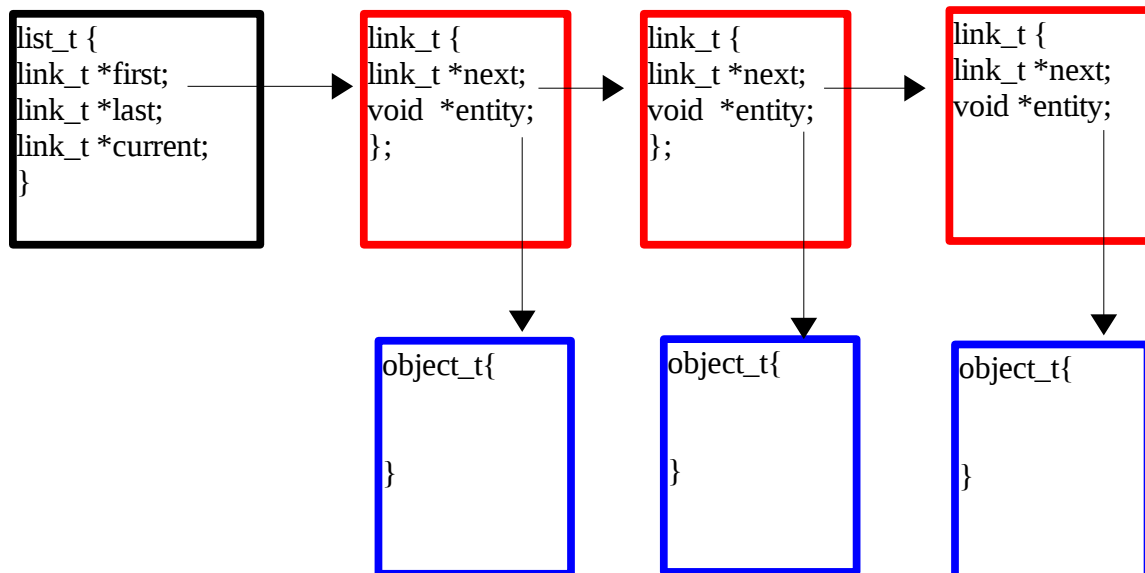 list_t {
link_t *first;
link_t *last;
link_t *current;
}
link_t {
link_t *next;
void  *entity;
};
link_t {
link_t *next;
void  *entity;
};
link_t {
link_t *next;
void *entity;
object_t{
}
object_t{
}
object_t{
}